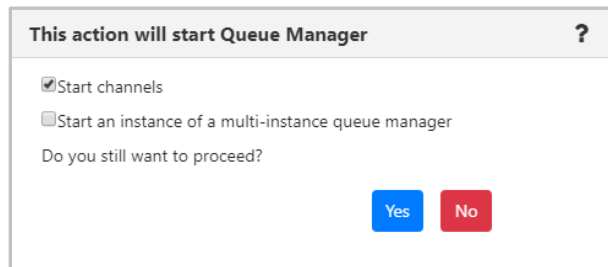 This action will start Queue Manager ?
Start channels
Start an instance of a multi-instance queue manager
Do you still want to proceed?
Yes No